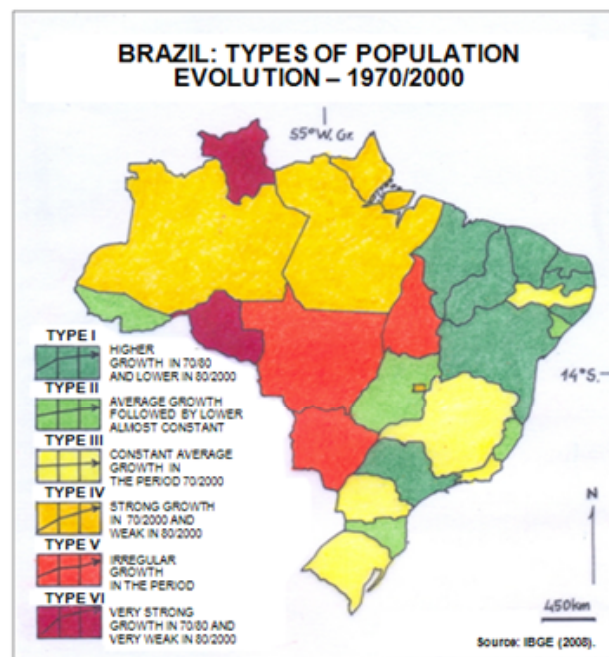 BRAZIL: TYPES OF POPULATION
EVOLUTION – 1970/2000
55°W. Gr.
TYPE I
HIGHER
GROWTH IN 70/80
AND LOWER IN 80/2000
TYPE II
AVERAGE GROWTH
FOLLOWED BY LOWER
ALMOST CONSTANT
TYPE III
CONSTANT AVERAGE
GROWTH IN
THE PERIOD 70/2000
TYPE IV
STRONG GROWTH
IN 70/2000 AND
WEAK IN 80/2000
TYPE V
IRREGULAR
GROWTH
IN THE PERIOD
TYPE VI
VERY STRONG
GROWTH IN 70/80 AND
VERY WEAK IN 80/2000
14°S.
N
450km
Source: IBGE (2008).